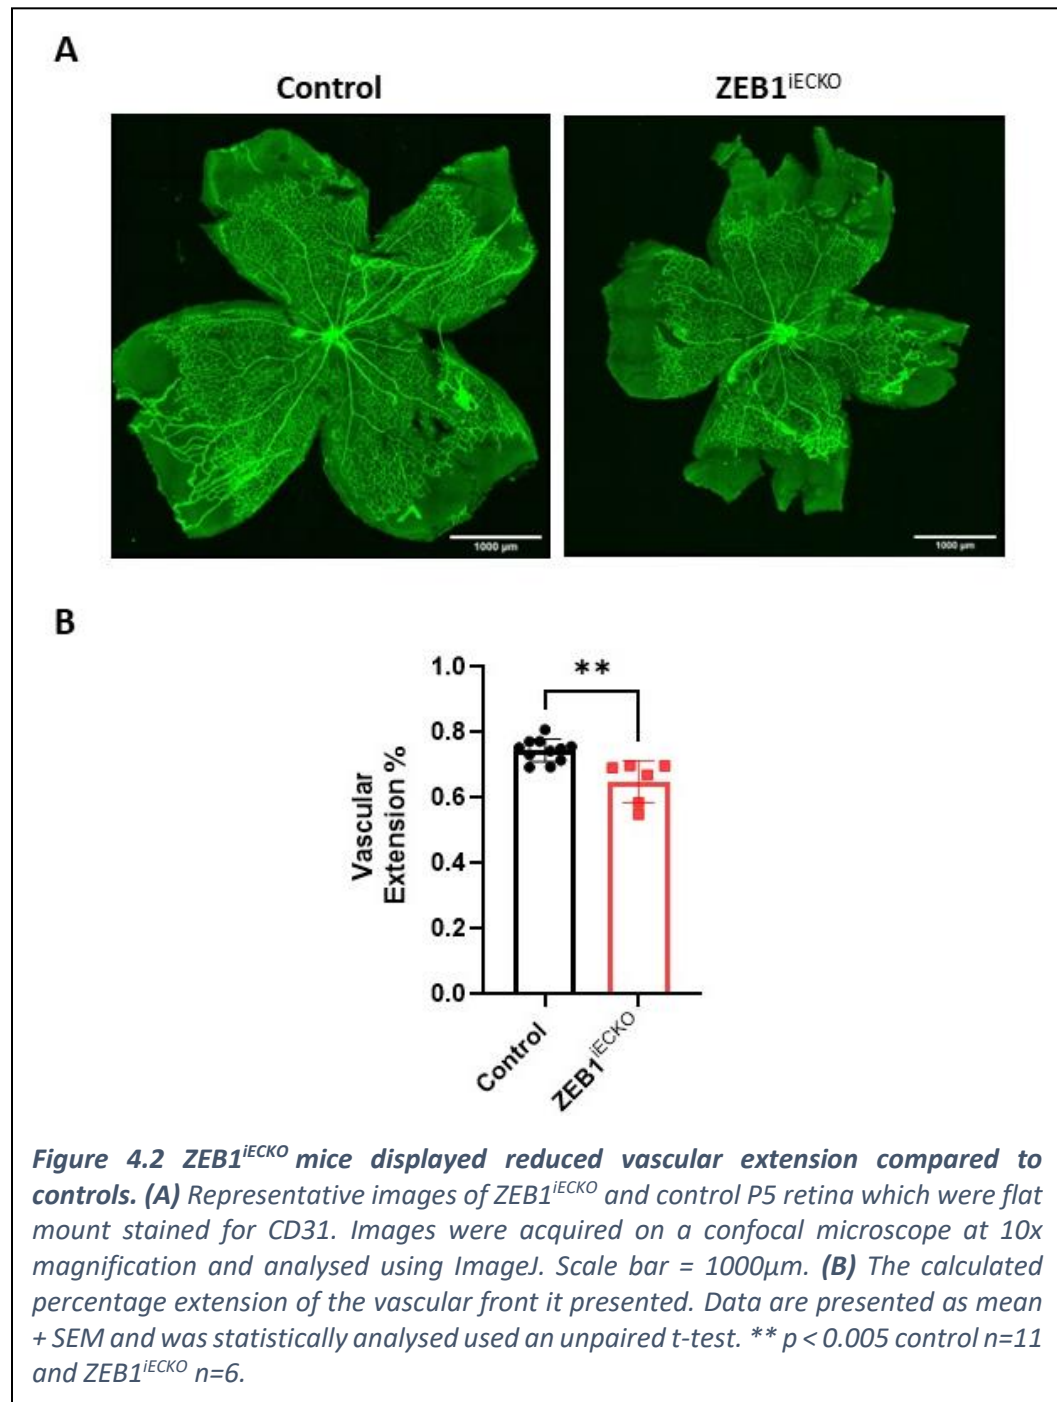 A
Control
ZEB1iECKO
1000 µm
1000 µm
B
**
1.0
0.8
0.6
0.4
0.2
0.0
Vascular
Extension %
Control
ZEB1iECKO
Figure 4.2 ZEB1iECKO mice displayed reduced vascular extension compared to
controls. (A) Representative images of ZEB1iECKO and control P5 retina which were flat
mount stained for CD31. Images were acquired on a confocal microscope at 10x
magnification and analysed using ImageJ. Scale bar = 1000µm. (B) The calculated
percentage extension of the vascular front it presented. Data are presented as mean
+ SEM and was statistically analysed used an unpaired t-test. ** p < 0.005 control n=11
and ZEB1iECKO n=6.